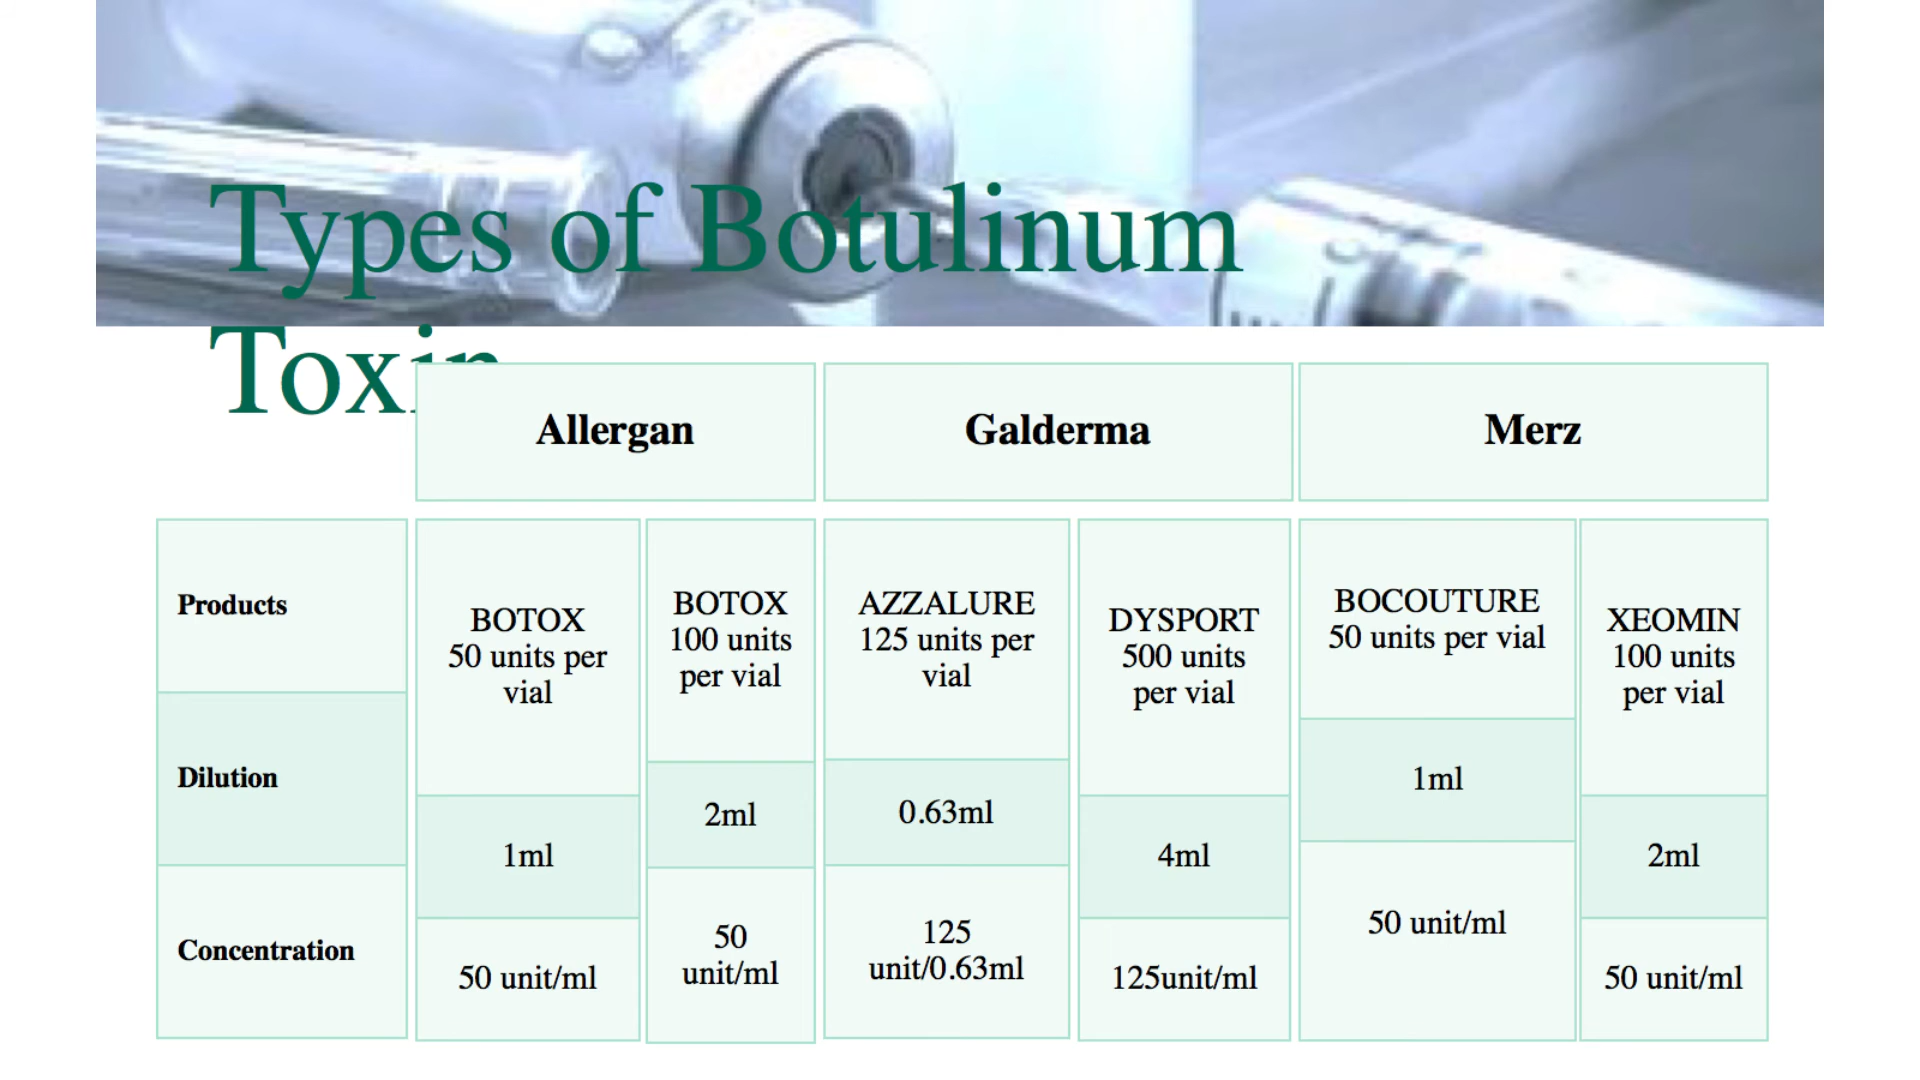 Types of Botulinum
Toxin
Allergan
Galderma
Merz
Products
BOTOX
50 units per
vial
BOTOX
100 units
per vial
AZZALURE
125 units per
vial
DYSPORT
500 units
per vial
BOCOUTURE
50 units per vial
XEOMIN
100 units
per vial
Dilution
1ml
2ml
0.63ml
4ml
1ml
2ml
Concentration
50 unit/ml
50
unit/ml
125
unit/0.63ml
125unit/ml
50 unit/ml
50 unit/ml